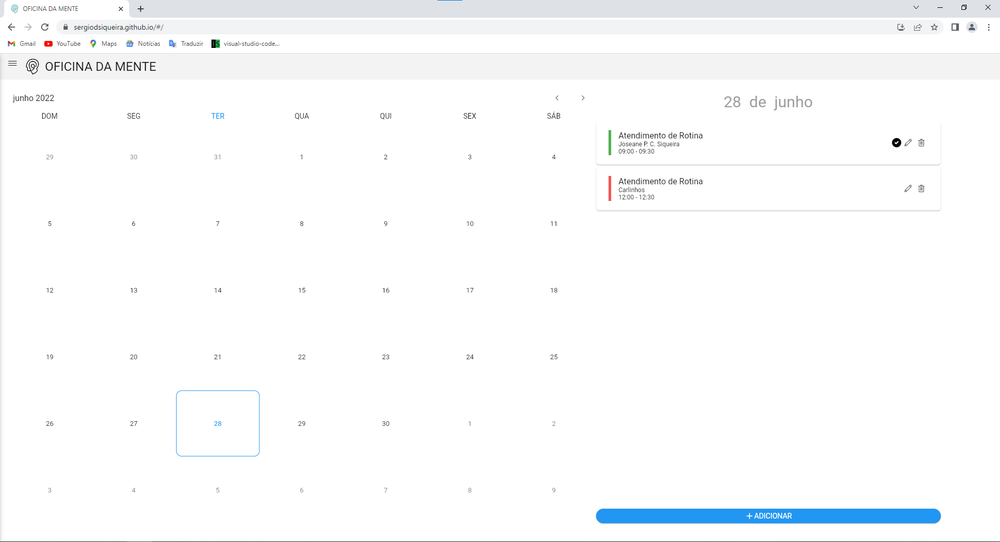 OFICINA DA MENTE
sergiodsiqueira.github.io/#/
Gmail YouTube Maps Notícias Traduzir visual-studio-code...
OFICINA DA MENTE
junho 2022
DOM SEG TER QUA QUI SEX SÁB
29 30 31 1 2 3 4
5 6 7 8 9 10 11
12 13 14 15 16 17 18
19 20 21 22 23 24 25
26 27 28 29 30 1 2
3 4 5 6 7 8 9
28 de junho
Atendimento de Rotina
Joseane P. C. Siqueira
09:00 - 09:30
Atendimento de Rotina
Carlinhos
12:00 - 12:30
+ ADICIONAR